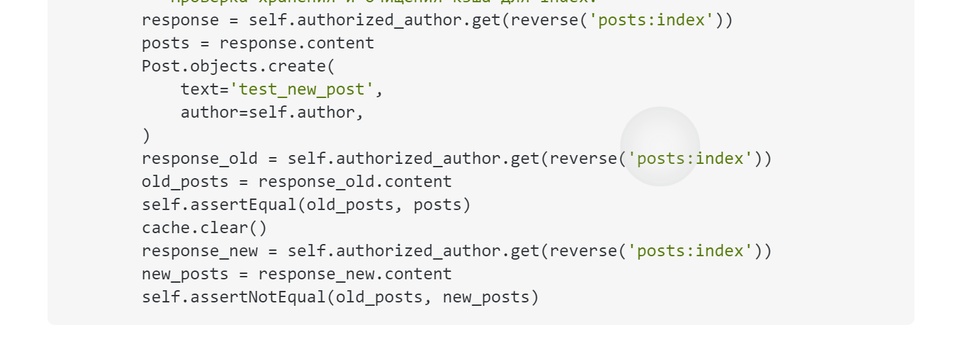 Проверка хранения и очищения кэша для index.
response = self.authorized_author.get(reverse('posts:index'))
posts = response.content
Post.objects.create(
text='test_new_post',
author=self.author,
)
response_old = self.authorized_author.get(reverse('posts:index'))
old_posts = response_old.content
self.assertEqual(old_posts, posts)
cache.clear()
response_new = self.authorized_author.get(reverse('posts:index'))
new_posts = response_new.content
self.assertNotEqual(old_posts, new_posts)